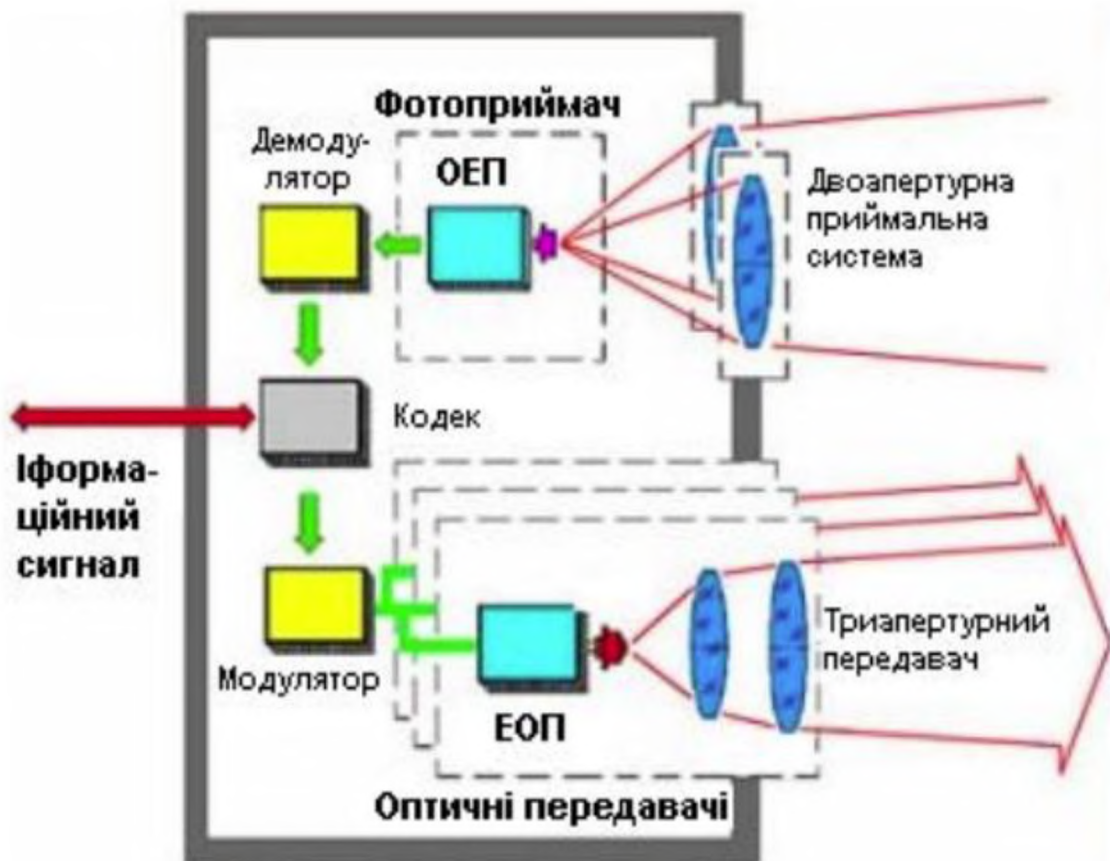 Фотоприймач
Демоду-
лятор
ОЕП
Двоапертурна
приймальна
система
Кодек
Іформа-
ційний
сигнал
Модулятор
ЕОП
Триапертурний
передавач
Оптичні передавачі